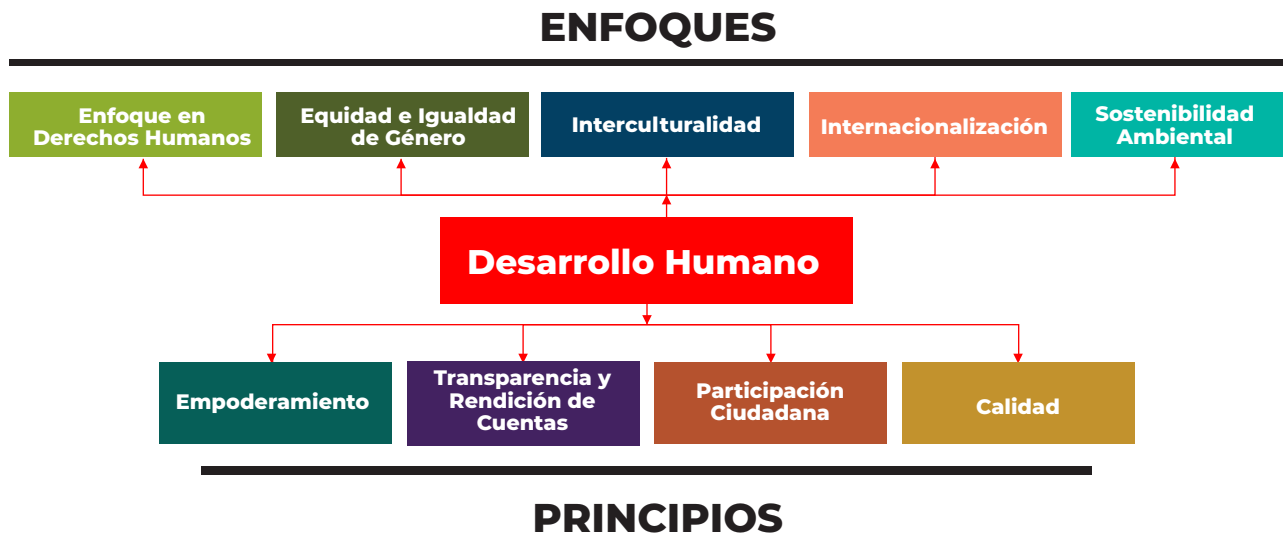 ENFOQUES
Enfoque en
Derechos Humanos
Equidad e Igualdad
de Género
Interculturalidad
Internacionalización
Sostenibilidad
Ambiental
Desarrollo Humano
Empoderamiento
Transparencia y
Rendición de
Cuentas
Participación
Ciudadana
Calidad
PRINCIPIOS